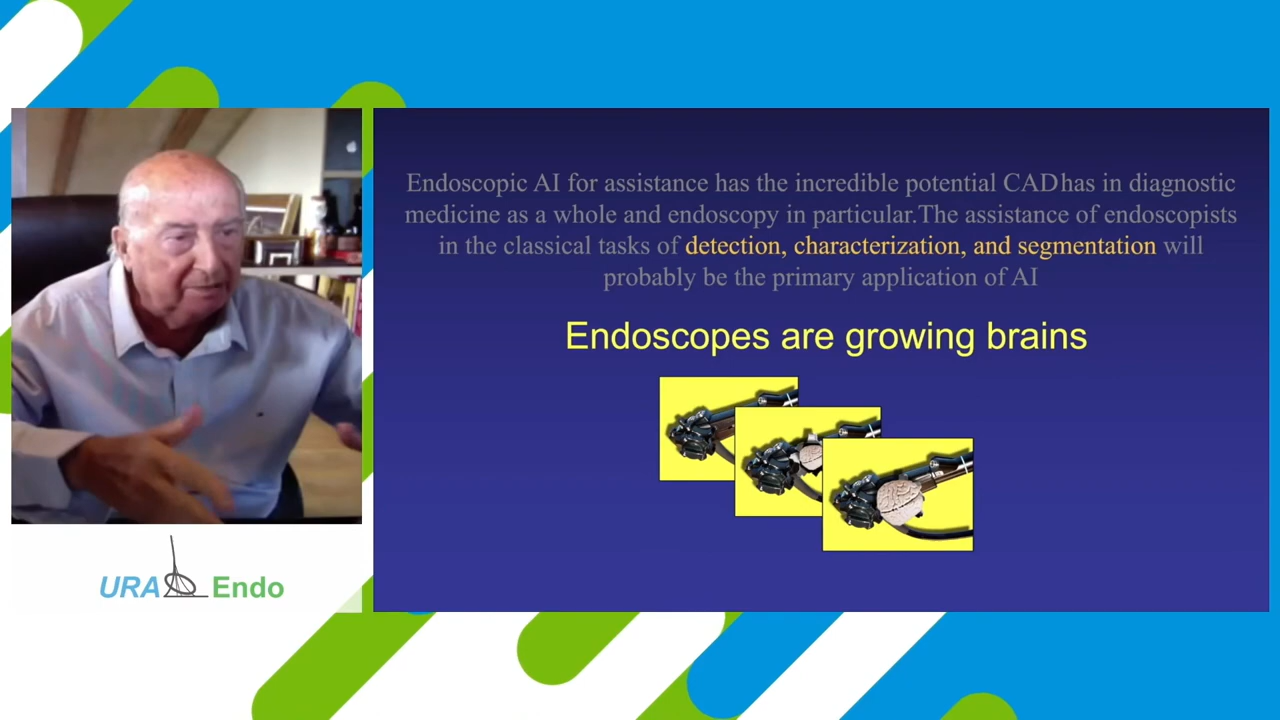 Endoscopic AI for assistance has the incredible potential CAD has in diagnostic
medicine as a whole and endoscopy in particular.The assistance of endoscopists
in the classical tasks of detection, characterization, and segmentation will
probably be the primary application of AI
Endoscopes are growing brains
URA Endo